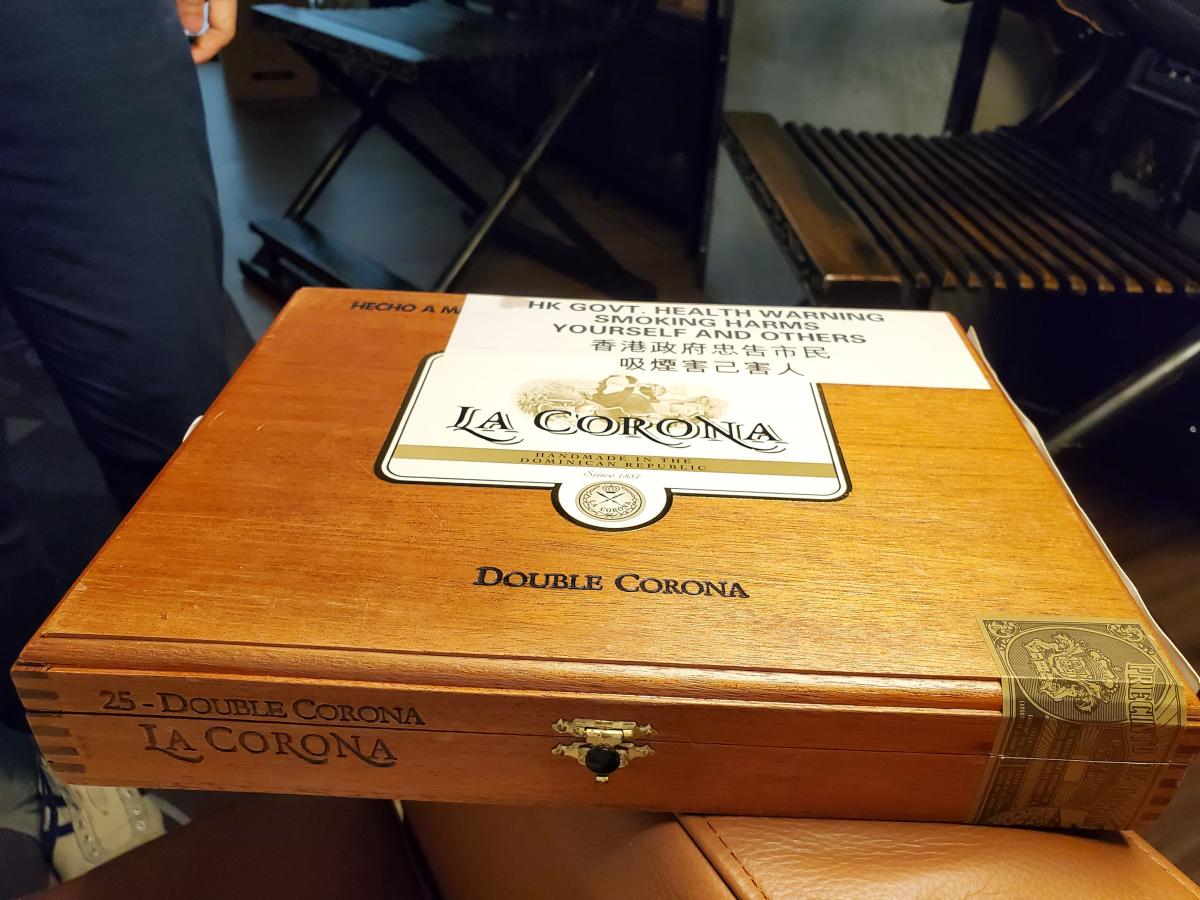 HECHO A M
HK GOVT. HEALTH WARNING
SMOKING HARMS
YOURSELF AND OTHERS
香港政府忠告市民
吸煙害己害人
LA CORONA
HANDMADE IN THE
DOMINICAN REPUBLIC
Since 1887
LA CORONA
DOUBLE CORONA
25 - DOUBLE CORONA
LA CORONA